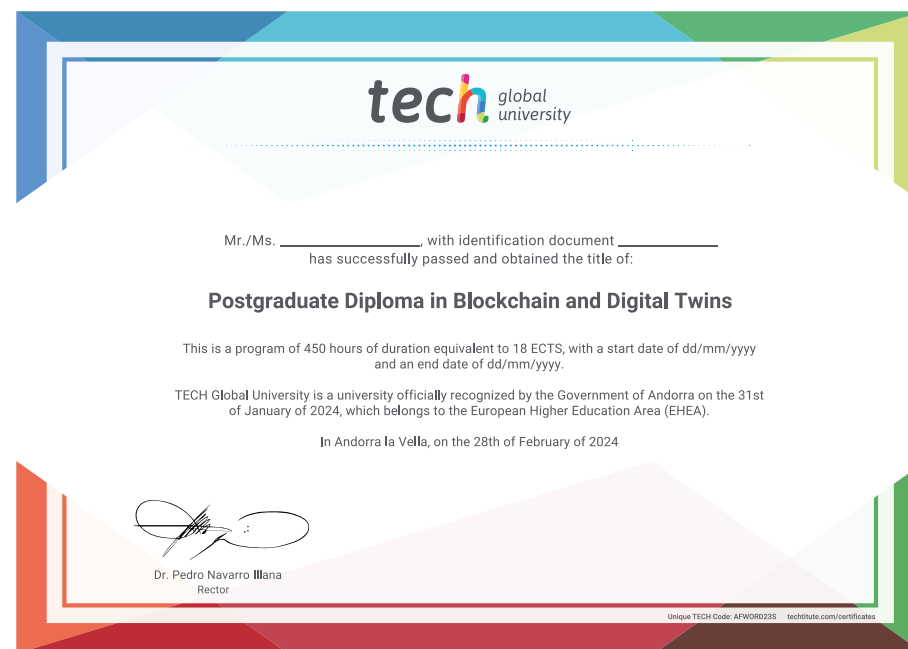 tech global university
Mr./Ms. ____________, with identification document ____________
has successfully passed and obtained the title of:
Postgraduate Diploma in Blockchain and Digital Twins
This is a program of 450 hours of duration equivalent to 18 ECTS, with a start date of dd/mm/yyyy
and an end date of dd/mm/yyyy.
TECH Global University is a university officially recognized by the Government of Andorra on the 31st
of January of 2024, which belongs to the European Higher Education Area (EHEA).
In Andorra la Vella, on the 28th of February of 2024
Dr. Pedro Navarro Illana
Rector
Unique TECH Code: AFWORD23S techtitute.com/certificates